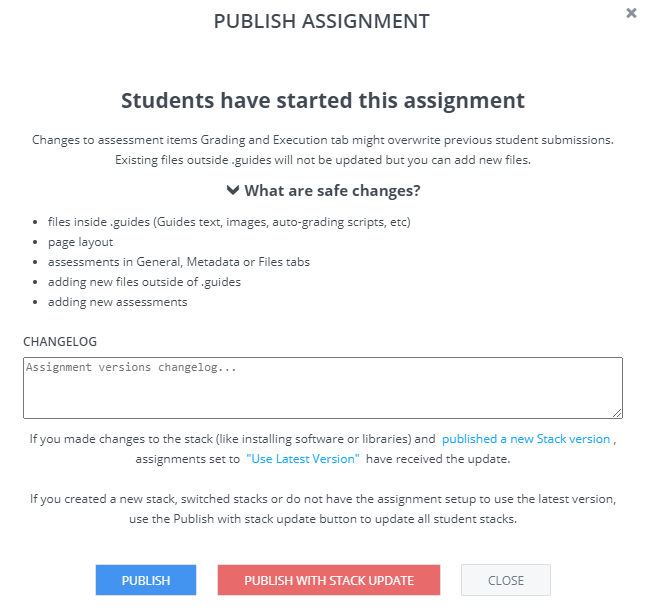 PUBLISH ASSIGNMENT
Students have started this assignment
Changes to assessment items Grading and Execution tab might overwrite previous student submissions.
Existing files outside .guides will not be updated but you can add new files.
What are safe changes?
files inside .guides (Guides text, images, auto-grading scripts, etc)
page layout
assessments in General, Metadata or Files tabs
adding new files outside of .guides
adding new assessments
CHANGELOG
Assignment versions changelog...
If you made changes to the stack (like installing software or libraries) and published a new Stack version ,
assignments set to "Use Latest Version" have received the update.
If you created a new stack, switched stacks or do not have the assignment setup to use the latest version,
use the Publish with stack update button to update all student stacks.
PUBLISH PUBLISH WITH STACK UPDATE CLOSE